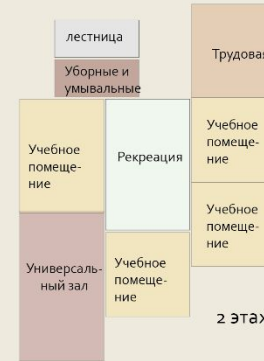 лестница
Уборные и
умывальные
Трудовая
Учебное
помеще-
ние
Рекреация
Учебное
помеще-
ние
Учебное
помеще-
ние
Универсаль-
ный зал
Учебное
помеще-
ние
2 этаж